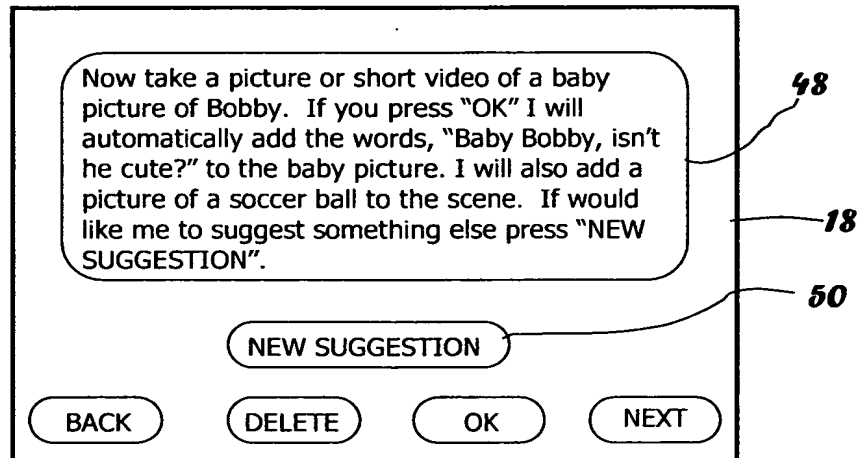 Now take a picture or short video of a baby
picture of Bobby. If you press "OK" I will
automatically add the words, "Baby Bobby, isn't
he cute?" to the baby picture. I will also add a
picture of a soccer ball to the scene. If would
like me to suggest something else press "NEW
SUGGESTION".
48
18
50
NEW SUGGESTION
BACK DELETE OK NEXT